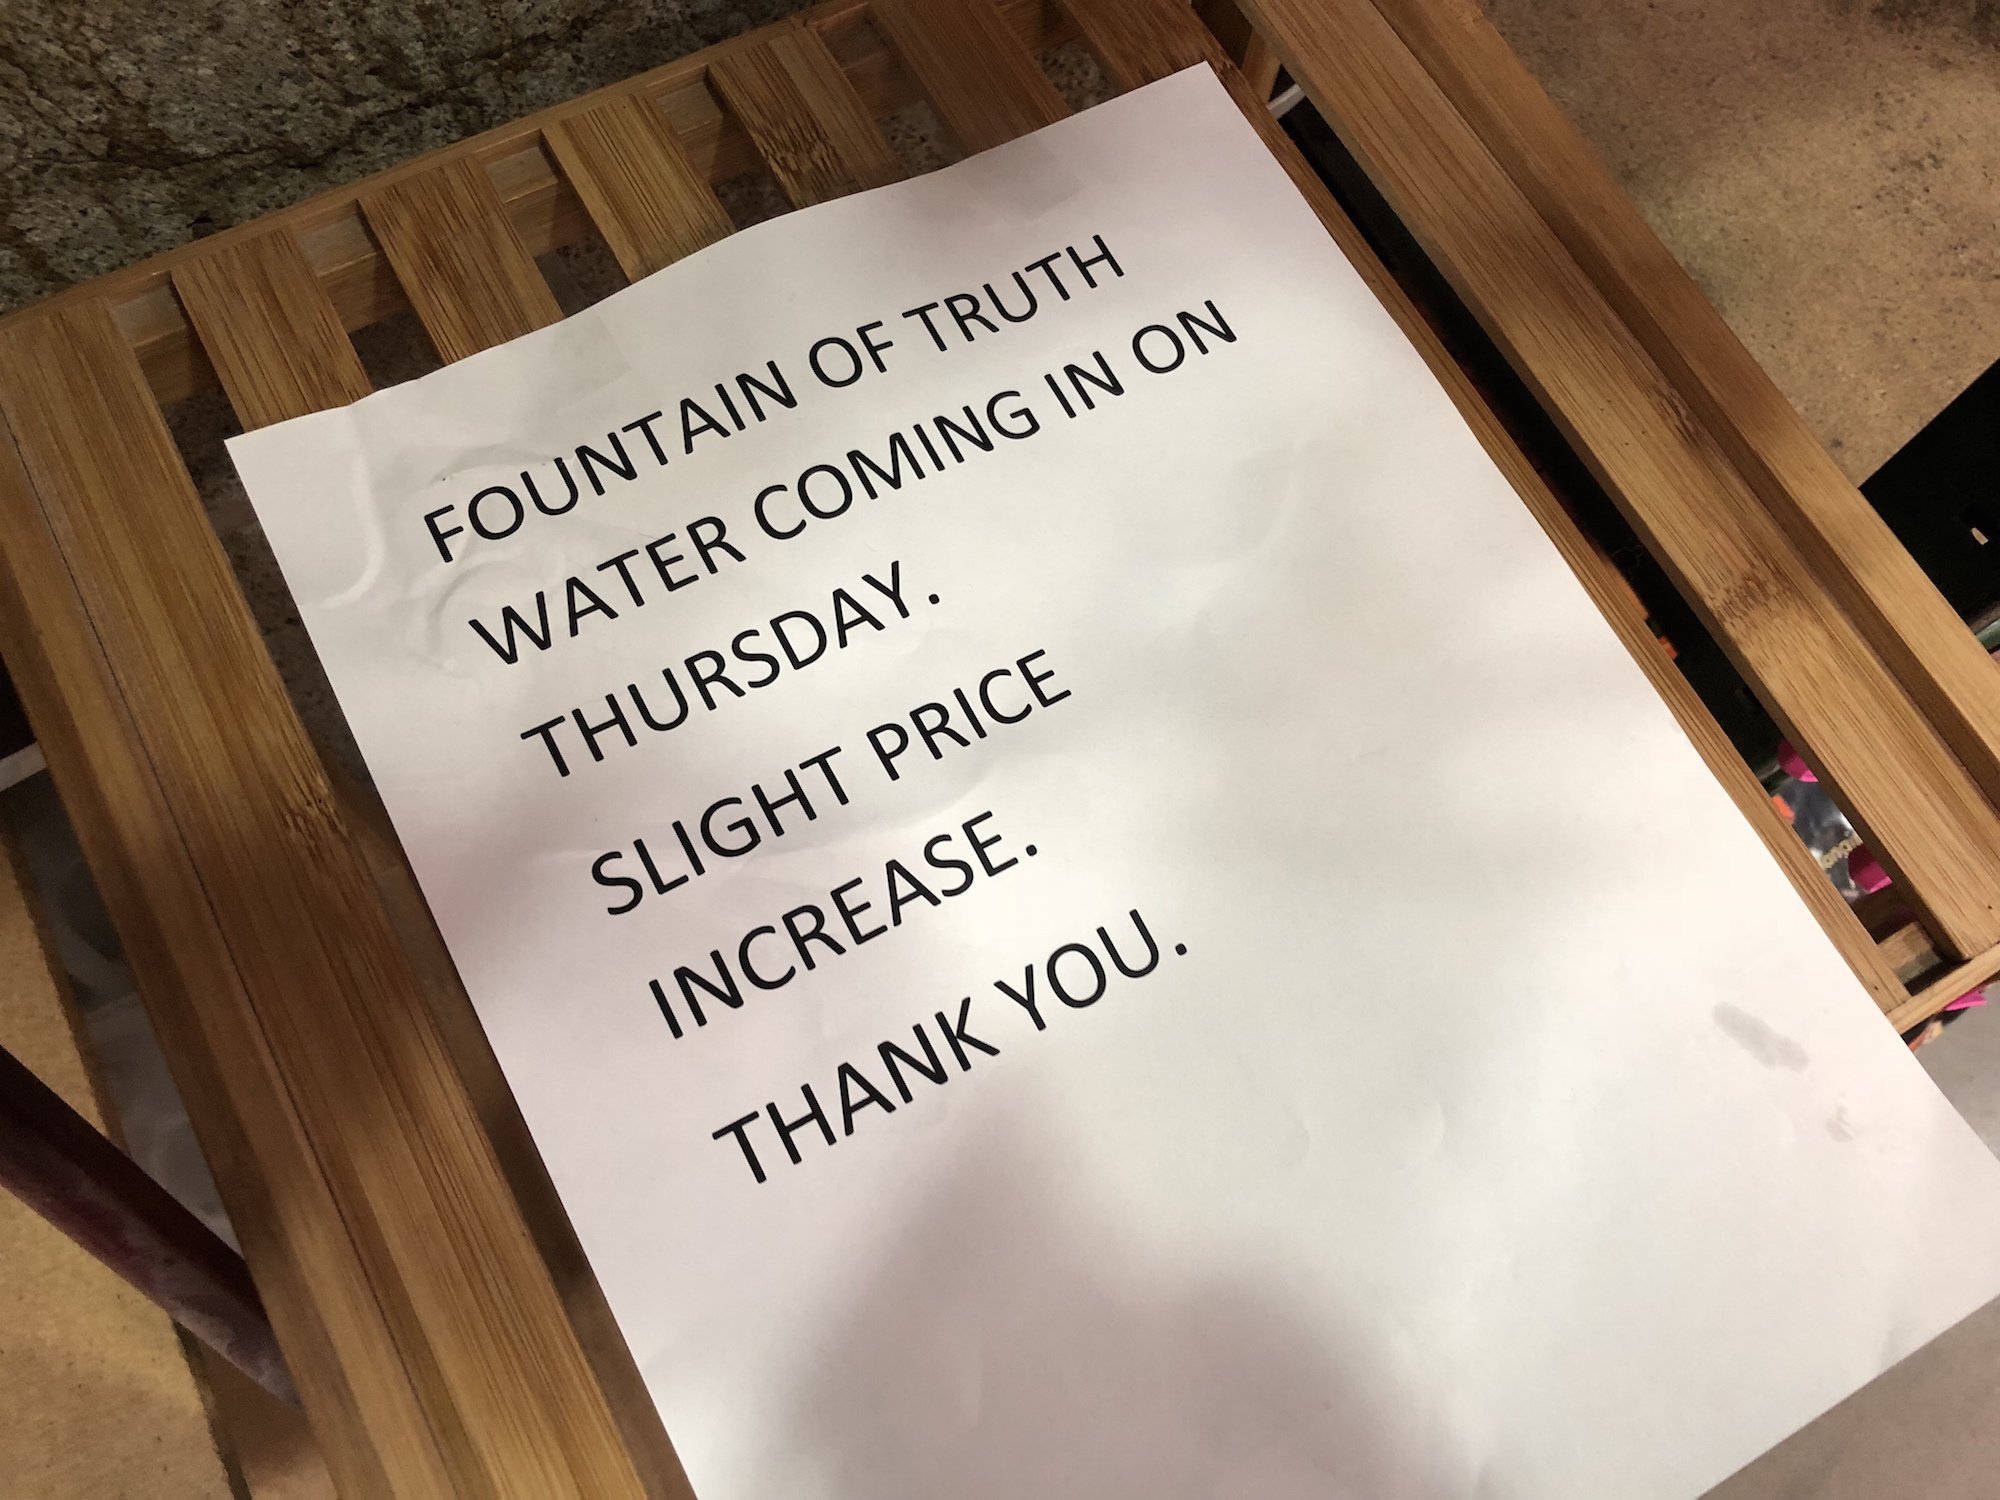 FOUNTAIN OF TRUTH
WATER COMING IN ON
THURSDAY.
SLIGHT PRICE
INCREASE.
THANK YOU.